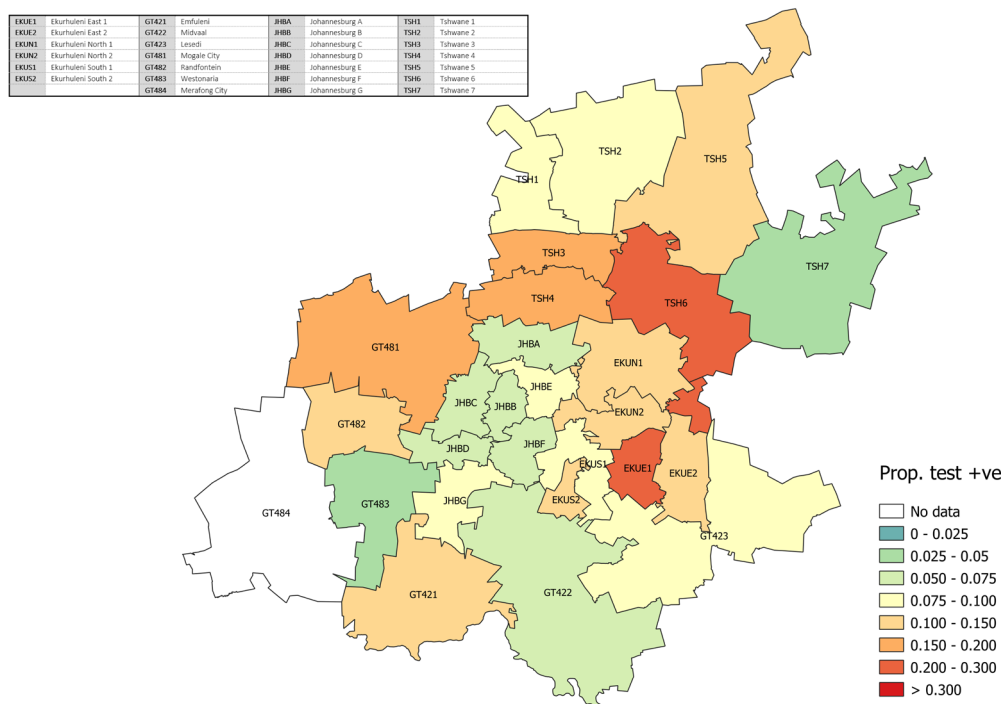 EKUE1 Ekurhuleni East 1 GT421 Emfuleni JHBA Johannesburg A TSH1 Tshwane 1
EKUE2 Ekurhuleni East 2 GT422 Midvaal JHBB Johannesburg B TSH2 Tshwane 2
EKUN1 Ekurhuleni North 1 GT423 Lesedi JHBC Johannesburg C TSH3 Tshwane 3
EKUN2 Ekurhuleni North 2 GT481 Mogale City JHBD Johannesburg D TSH4 Tshwane 4
EKUS1 Ekurhuleni South 1 GT482 Randfontein JHBE Johannesburg E TSH5 Tshwane 5
EKUS2 Ekurhuleni South 2 GT483 Westonaria JHBF Johannesburg F TSH6 Tshwane 6
GT484 Merafong City JHBG Johannesburg G TSH7 Tshwane 7
TSH2
TSH5
TSH1
TSH3
TSH7
TSH4
TSH6
GT481
JHBA
EKUN1
JHBE
JHBC
JHBB
EKUN2
GT482
JHBD
JHBF
EKUS1
EKUE1
EKUE2
GT483
JHBG
EKUS2
GT484
GT423
GT421
GT422
Prop. test +ve
No data
0 - 0.025
0.025 - 0.05
0.050 - 0.075
0.075 - 0.100
0.100 - 0.150
0.150 - 0.200
0.200 - 0.300
> 0.300